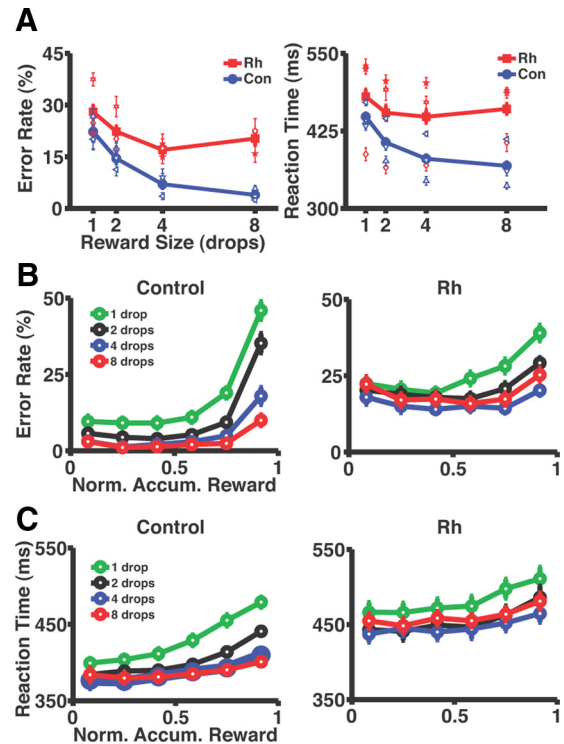 A
Error Rate (%)
45
30
15
0
Rh
Con
1 2 4 8
Reward Size (drops)
Reaction Time (ms)
550
425
300
Rh
Con
1 2 4 8
B
Control
Error Rate (%)
50
25
0
1 drop
2 drops
4 drops
8 drops
0 0.5 1
Norm. Accum. Reward
Rh
50
25
0
0 0.5 1
C
Control
Reaction Time (ms)
550
450
350
1 drop
2 drops
4 drops
8 drops
0 0.5 1
Norm. Accum. Reward
Rh
550
450
350
0 0.5 1